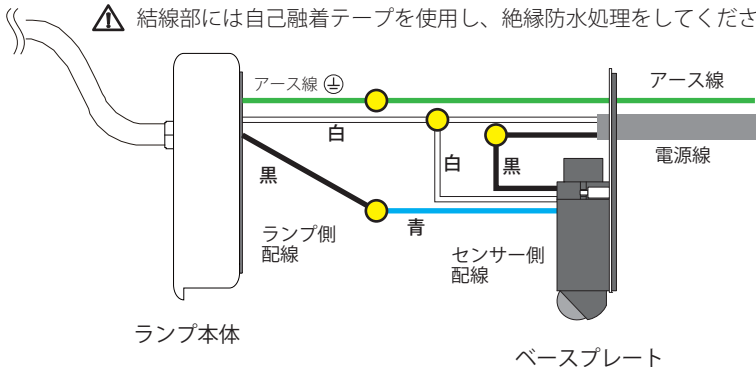 結線部には自己融着テープを使用し、絶縁防水処理をしてくださ
アース線
アース線
白
電源線
白
黒
黒
青
ランプ側
配線
センサー側
配線
ランプ本体
ベースプレート